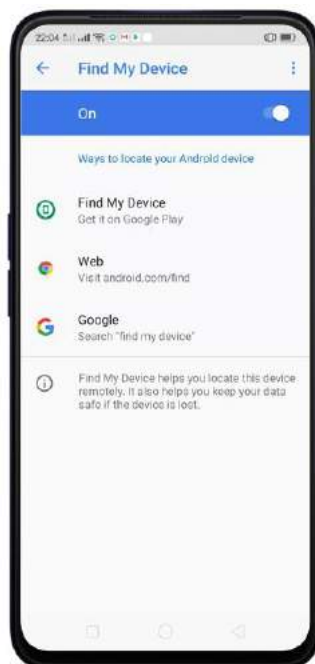 22:04
Find My Device
On
Ways to locate your Android device
Find My Device
Get it on Google Play
Web
Visit android.com/find
Google
Search "find my device"
Find My Device helps you locate this device
remotely. It also helps you keep your data
safe if the device is lost.